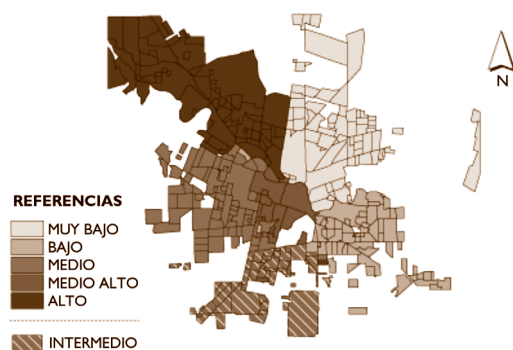 N
REFERENCIAS
MUY BAJO
BAJO
MEDIO
MEDIO ALTO
ALTO
INTERMEDIO